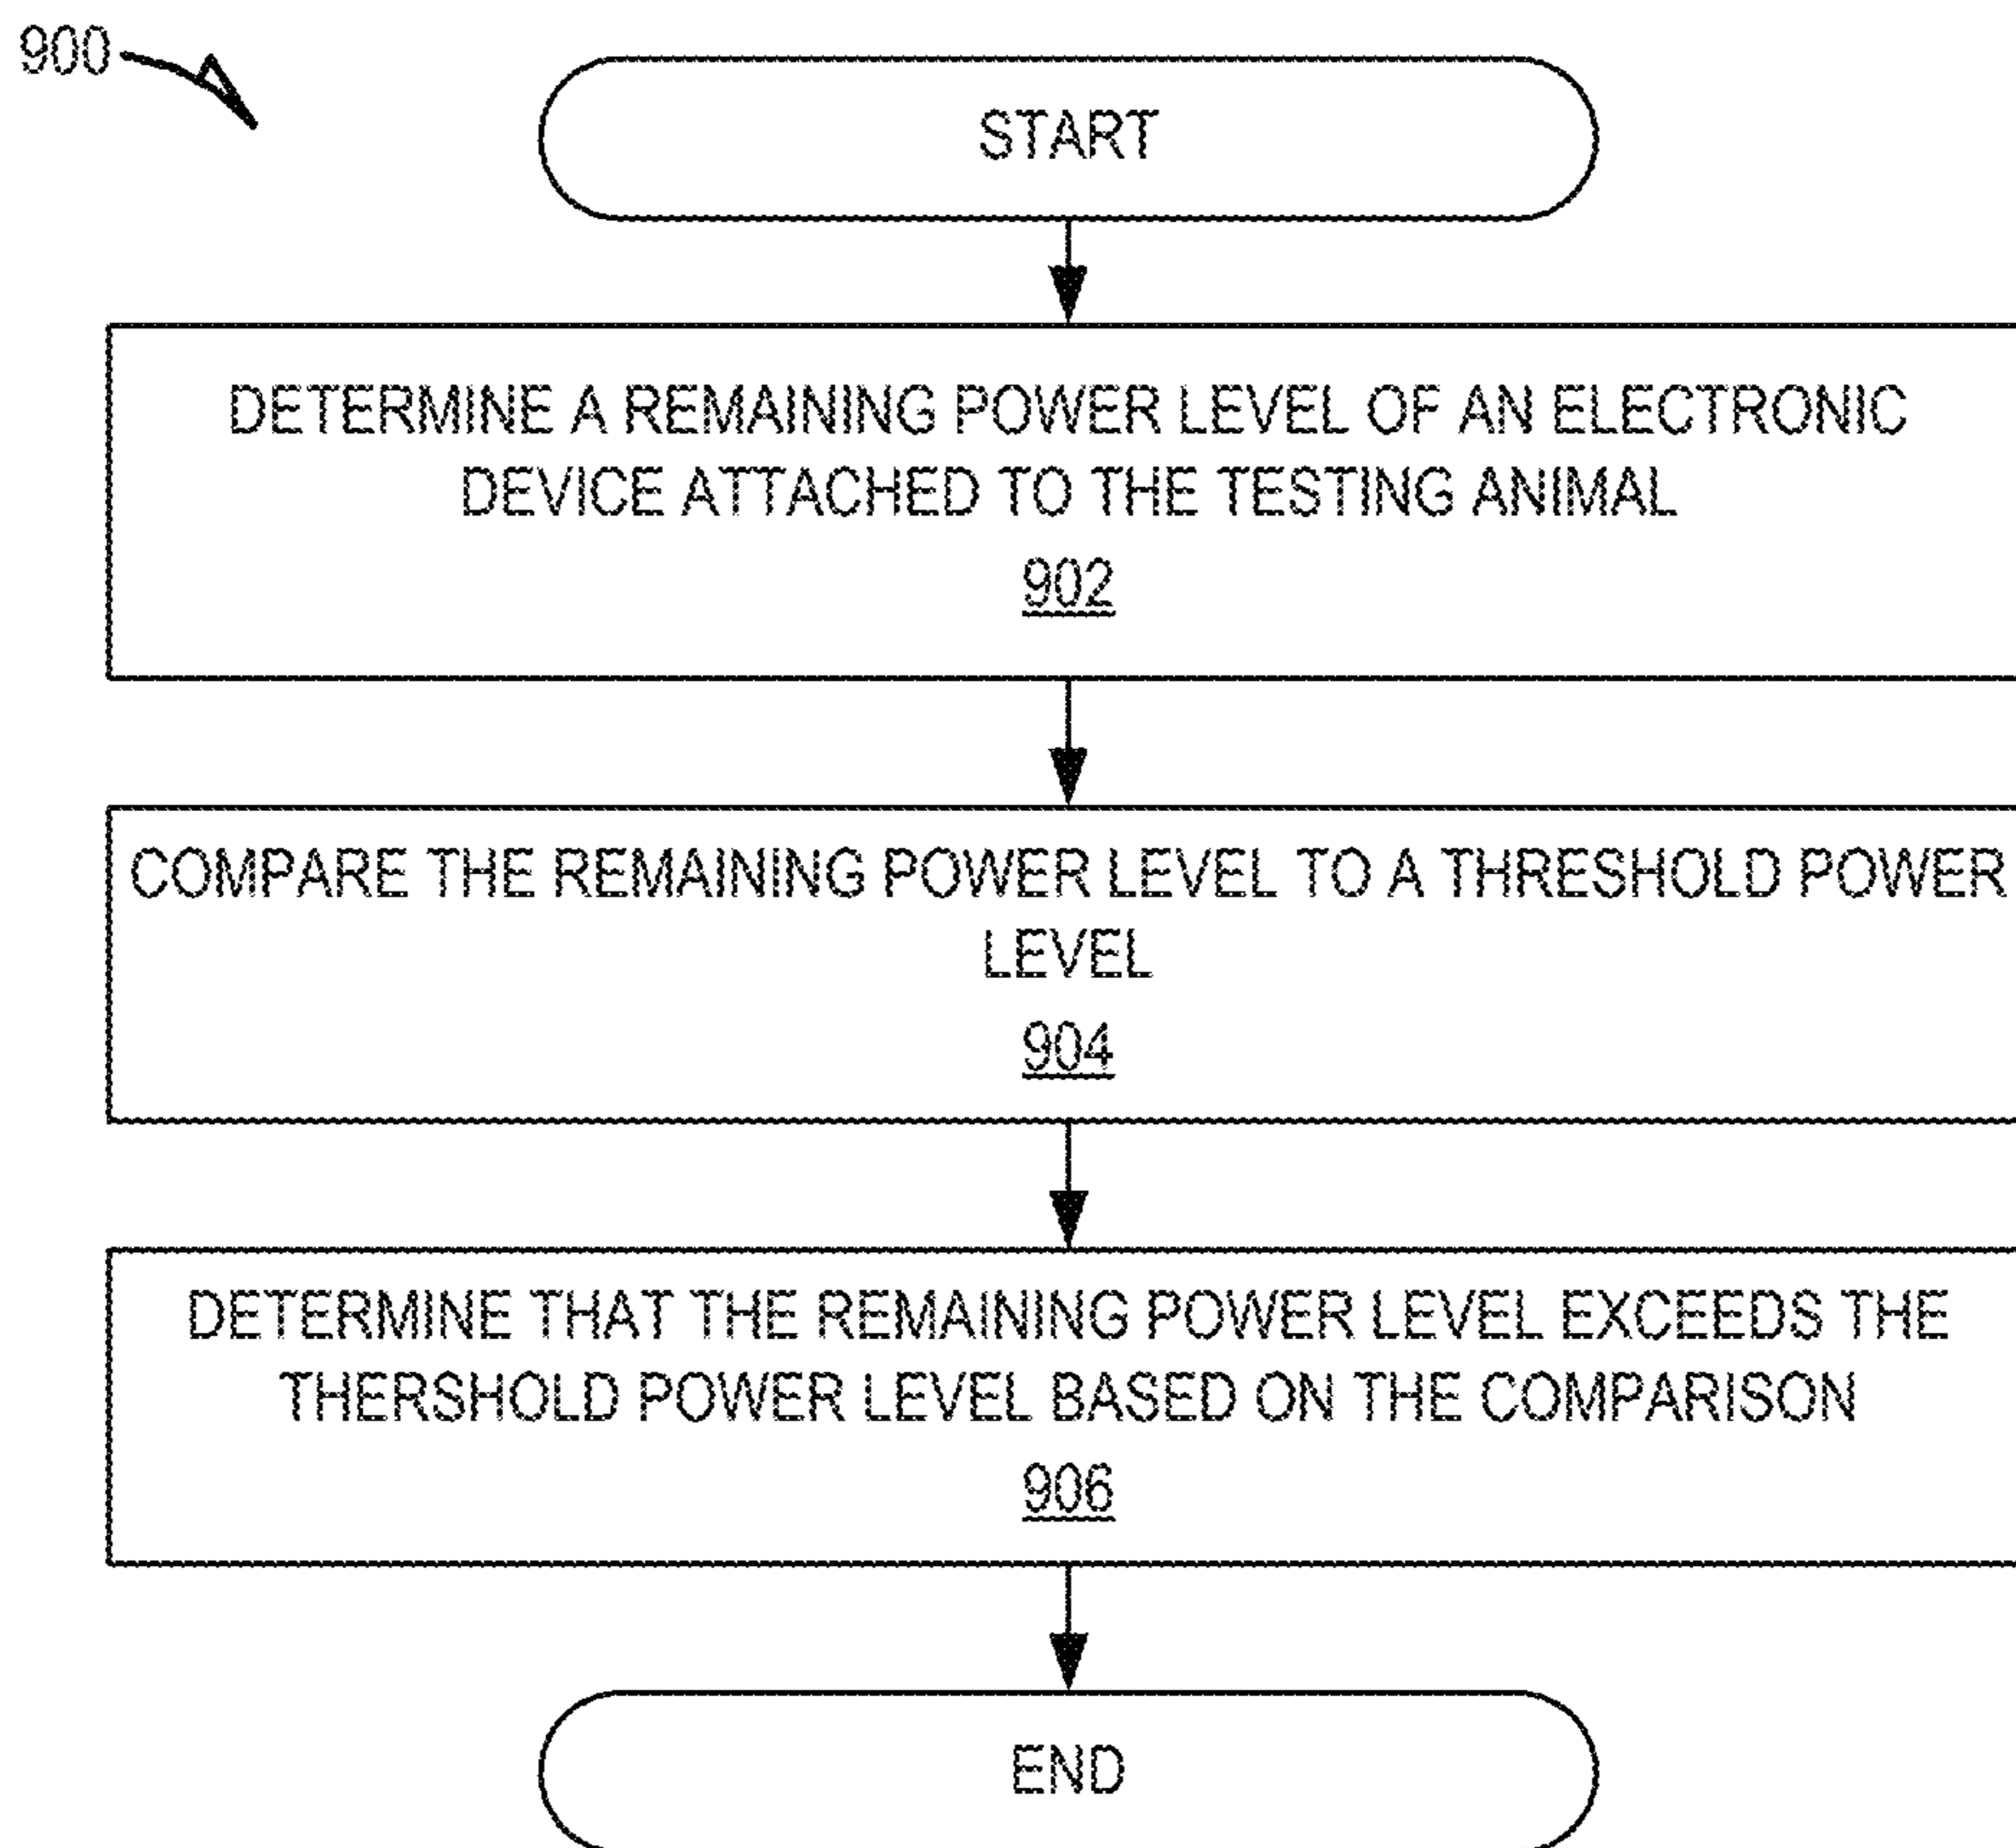 900
START
DETERMINE A REMAINING POWER LEVEL OF AN ELECTRONIC
DEVICE ATTACHED TO THE TESTING ANIMAL
902
COMPARE THE REMAINING POWER LEVEL TO A THRESHOLD POWER
LEVEL
904
DETERMINE THAT THE REMAINING POWER LEVEL EXCEEDS THE
THERSHOLD POWER LEVEL BASED ON THE COMPARISON
906
END